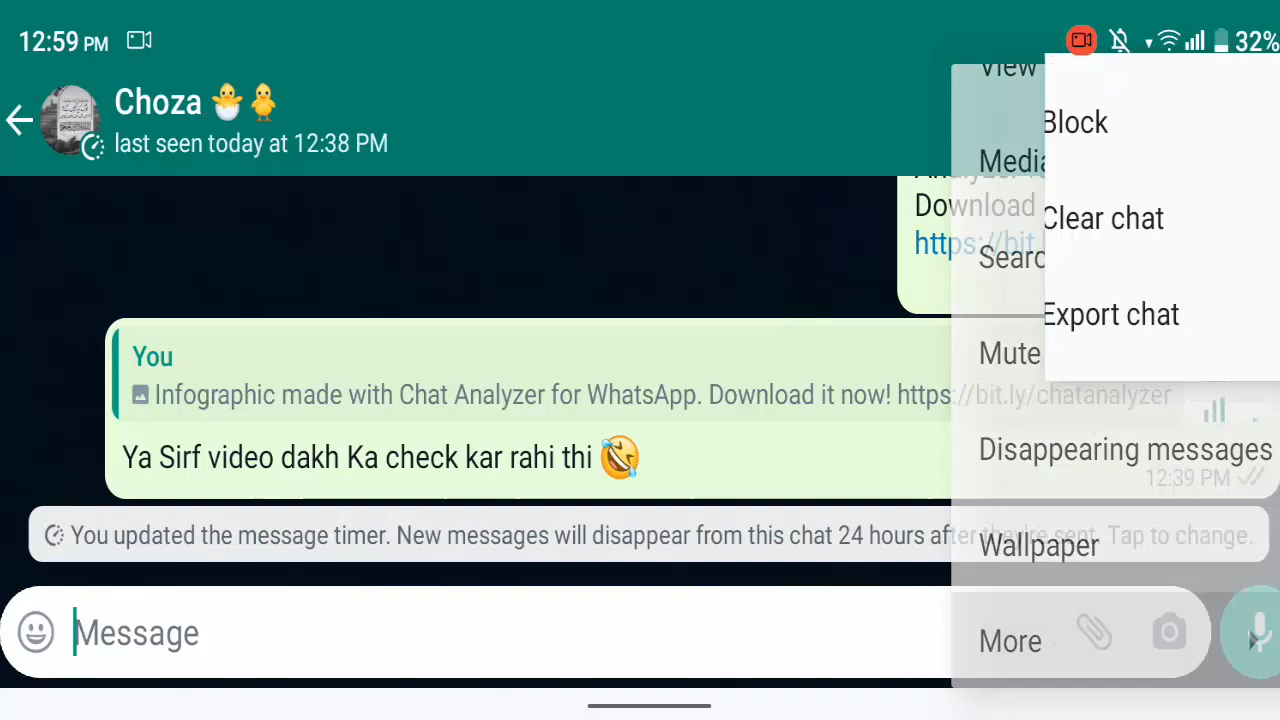 12:59 PM
32%
Choza 🐣🐥
last seen today at 12:38 PM
View
Block
Media
Download
Clear chat
https://bit.
Search
Export chat
You
Mute
Infographic made with Chat Analyzer for WhatsApp. Download it now! https://bit.ly/chatanalyzer
Ya Sirf video dakh Ka check kar rahi thi 🤣
Disappearing messages
12:39 PM
You updated the message timer. New messages will disappear from this chat 24 hours after they're sent. Tap to change.
Wallpaper
Message
More